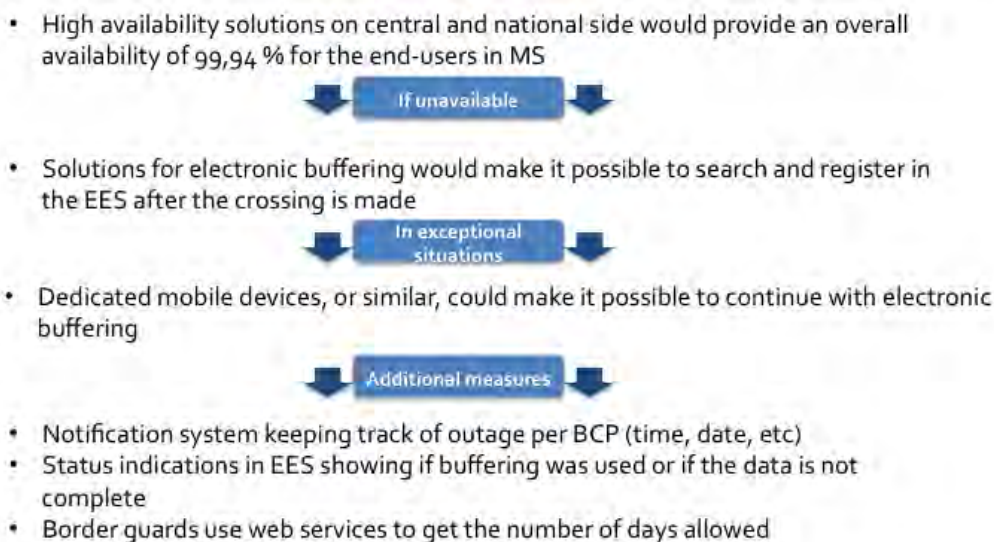 • High availability solutions on central and national side would provide an overall
availability of 99,94 % for the end-users in MS
If unavailable
• Solutions for electronic buffering would make it possible to search and register in
the EES after the crossing is made
In exceptional
situations
• Dedicated mobile devices, or similar, could make it possible to continue with electronic
buffering
Additional measures
• Notification system keeping track of outage per BCP (time, date, etc)
• Status indications in EES showing if buffering was used or if the data is not
complete
• Border guards use web services to get the number of days allowed